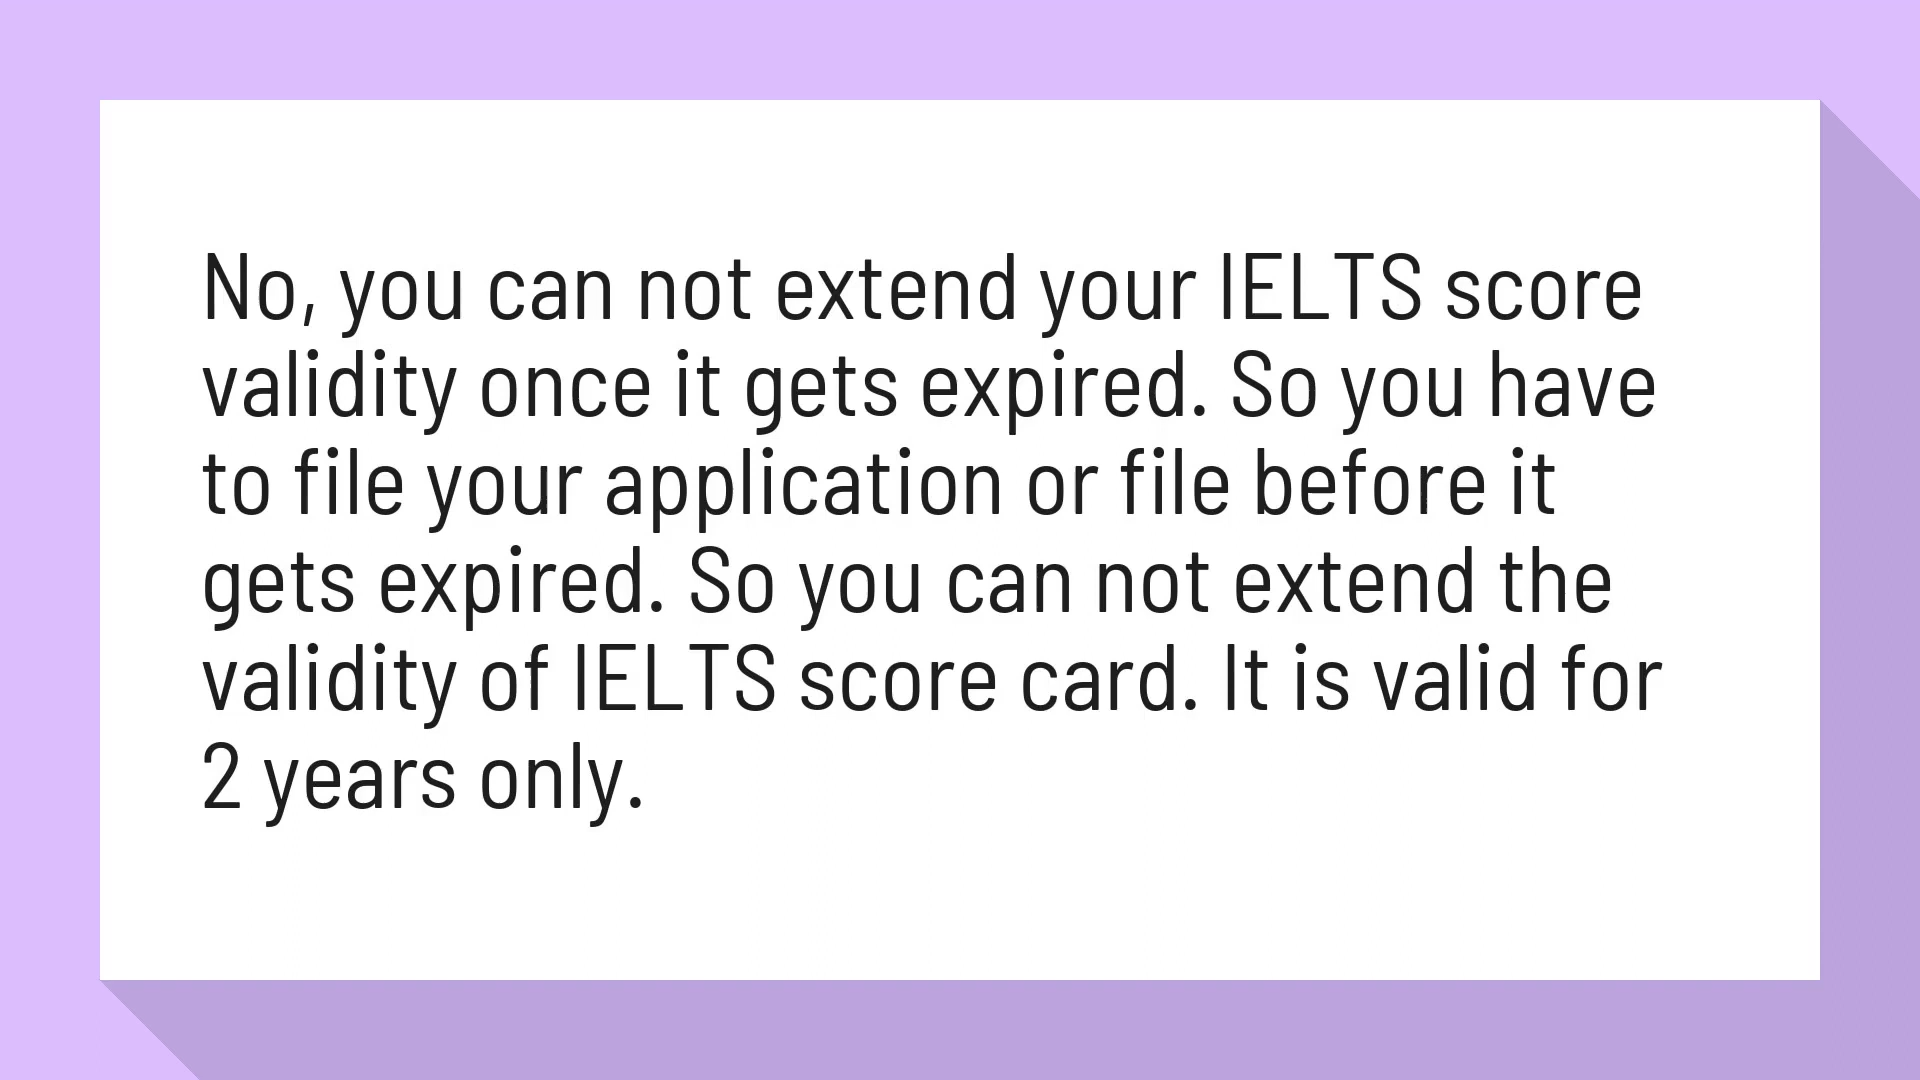 No, you can not extend your IELTS score
validity once it gets expired. So you have
to file your application or file before it
gets expired. So you can not extend the
validity of IELTS score card. It is valid for
2 years only.